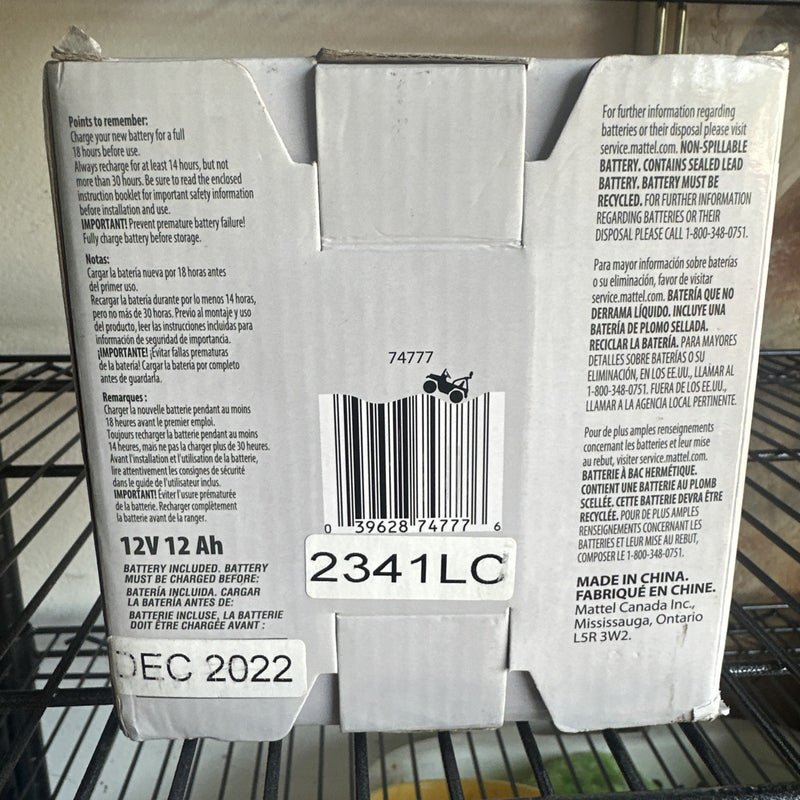 Points to remember:
Charge your new battery for a full
18 hours before use.
Always recharge for at least 14 hours, but not
more than 30 hours. Be sure to read the enclosed
instruction booklet for important safety information
before installation and use.
IMPORTANT! Prevent premature battery failure!
Fully charge battery before storage.
Notas:
Cargar la batería nueva por 18 horas antes
del primer uso.
Recargar la batería durante por lo menos 14 horas,
pero no más de 30 horas. Previo al montaje y uso
del producto, leer las instrucciones incluidas para
información de seguridad de importancia.
¡IMPORTANTE! ¡Evitar fallas prematuras
de la batería! Cargar la batería por completo
antes de guardarla.
Remarques :
Charger la nouvelle batterie pendant au moins
18 heures avant le premier emploi.
Toujours recharger la batterie pendant au moins
14 heures, mais ne pas la charger plus de 30 heures.
Avant l'installation et l'utilisation de la batterie,
lire attentivement les consignes de sécurité
dans le guide de l'utilisateur inclus.
IMPORTANT! Éviter l'usure prématurée
de la batterie. Recharger complètement
la batterie avant de la ranger.
12V 12 Ah
BATTERY INCLUDED. BATTERY
MUST BE CHARGED BEFORE:
BATERÍA INCLUIDA. CARGAR
LA BATERÍA ANTES DE:
BATTERIE INCLUSE, LA BATTERIE
DOIT ÊTRE CHARGÉE AVANT :
DEC 2022
74777
0 39628 74777 6
2341LC
For further information regarding
batteries or their disposal please visit
service.mattel.com. NON-SPILLABLE
BATTERY. CONTAINS SEALED LEAD
BATTERY. BATTERY MUST BE
RECYCLED. FOR FURTHER INFORMATION
REGARDING BATTERIES OR THEIR
DISPOSAL PLEASE CALL 1-800-348-0751.
Para mayor información sobre baterías
o su eliminación, favor de visitar
service.mattel.com. BATERÍA QUE NO
DERRAMA LÍQUIDO. INCLUYE UNA
BATERÍA DE PLOMO SELLADA.
RECICLAR LA BATERÍA. PARA MAYORES
DETALLES SOBRE BATERÍAS O SU
ELIMINACIÓN, EN LOS EE.UU., LLAMAR AL
1-800-348-0751. FUERA DE LOS EE.UU.,
LLAMAR A LA AGENCIA LOCAL PERTINENTE.
Pour de plus amples renseignements
concernant les batteries et leur mise
au rebut, visiter service.mattel.com.
BATTERIE À BAC HERMÉTIQUE.
CONTIENT UNE BATTERIE AU PLOMB
SCELLÉE. CETTE BATTERIE DEVRA ÊTRE
RECYCLÉE. POUR DE PLUS AMPLES
RENSEIGNEMENTS CONCERNANT LES
BATTERIES ET LEUR MISE AU REBUT,
COMPOSER LE 1-800-348-0751.
MADE IN CHINA.
FABRIQUÉ EN CHINE.
Mattel Canada Inc.,
Mississauga, Ontario
L5R 3W2.